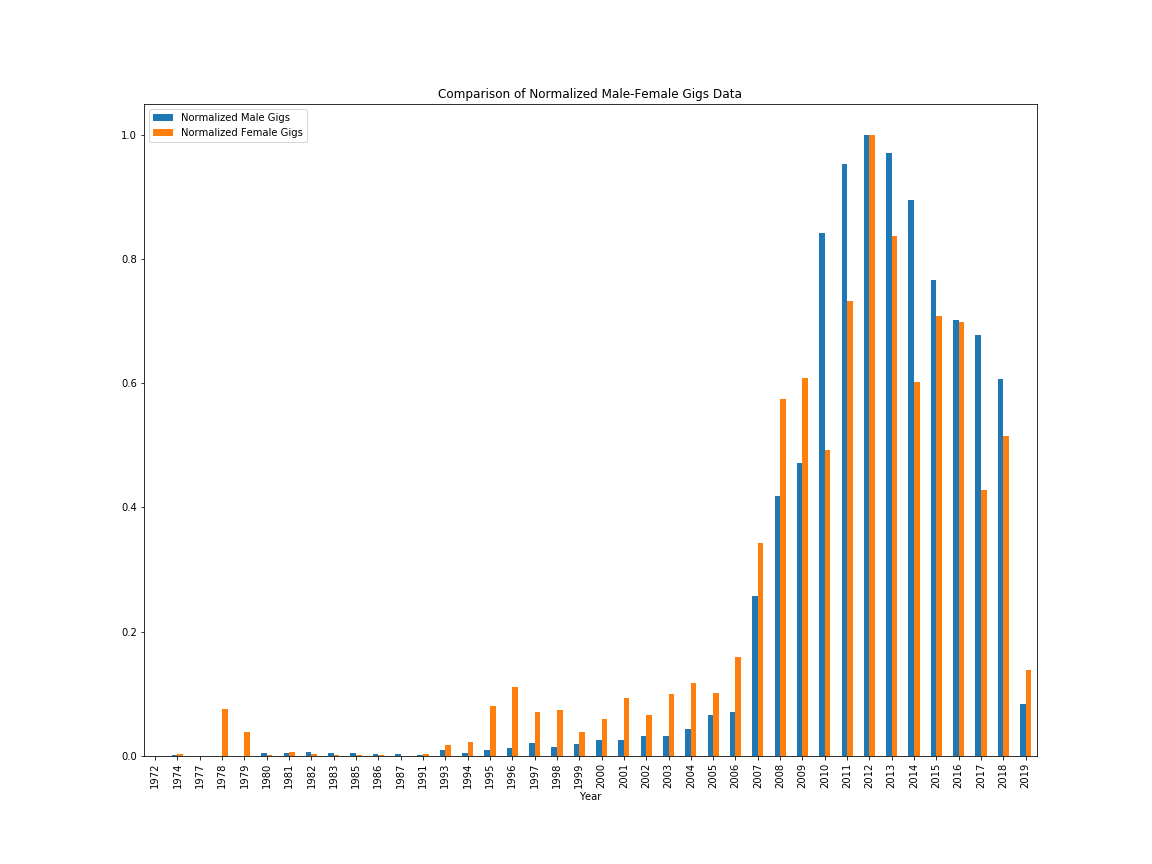 Comparison of Normalized Male-Female Gigs Data
Normalized Male Gigs
Normalized Female Gigs
1.0
0.8
0.6
0.4
0.2
0.0
1972 1974 1977 1978 1979 1980 1981 1982 1983 1985 1986 1987 1991 1993 1994 1995 1996 1997 1998 1999 2000 2001 2002 2003 2004 2005 2006 2007 2008 2009 2010 2011 2012 2013 2014 2015 2016 2017 2018 2019
Year